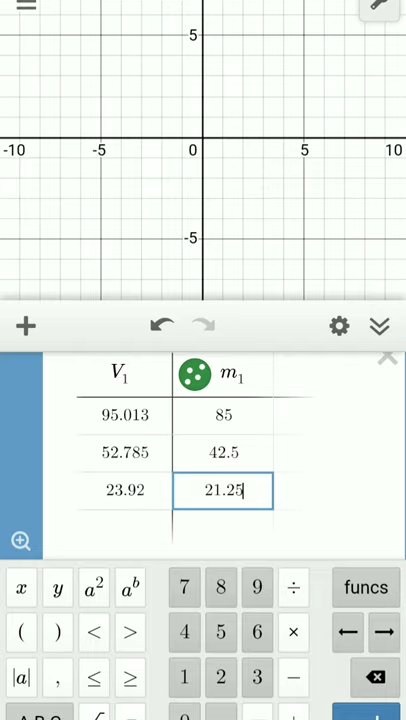 5
-10 -5 0 5 10
-5
V₁ m₁
95.013 85
52.785 42.5
23.92 21.25
x y a² aᵇ 7 8 9 ÷ funcs
( ) < > 4 5 6 × ← →
|a| , ≤ ≥ 1 2 3 −